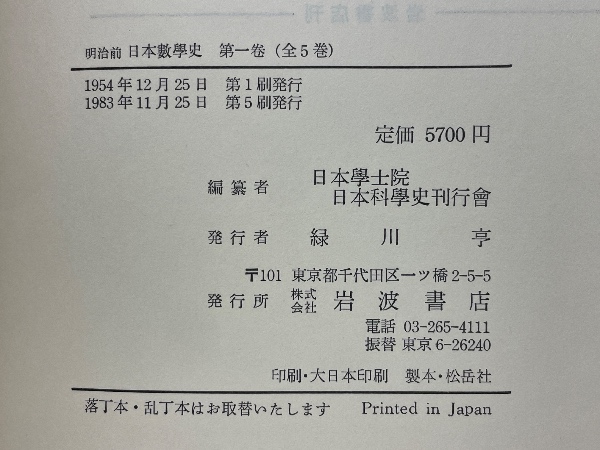 岩波書店刊
明治前 日本數學史 第一巻 (全5巻)
1954年12月25日 第1刷発行
1983年11月25日 第5刷発行
定価 5700円
編纂者 日本學士院
日本科學史刊行會
発行者 緑川亨
〒101 東京都千代田区一ツ橋2-5-5
発行所 株式会社 岩波書店
電話 03-265-4111
振替 東京6-26240
印刷・大日本印刷 製本・松岳社
落丁本・乱丁本はお取替いたします Printed in Japan